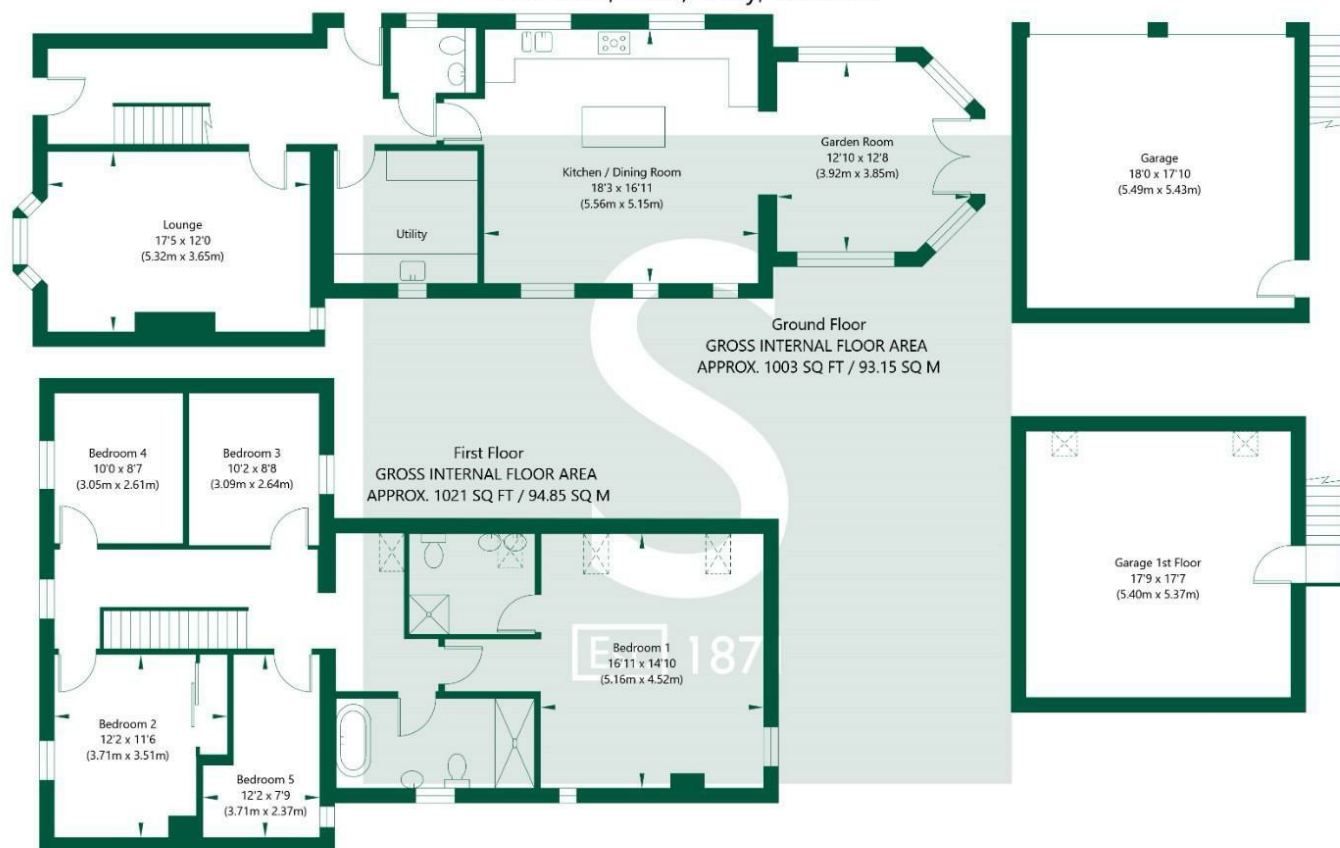 Kitchen / Dining Room
18'3 x 16'11
(5.56m x 5.15m)
Garden Room
12'10 x 12'8
(3.92m x 3.85m)
Garage
18'0 x 17'10
(5.49m x 5.43m)
Lounge
17'5 x 12'0
(5.32m x 3.65m)
Utility
Ground Floor
GROSS INTERNAL FLOOR AREA
APPROX. 1003 SQ FT / 93.15 SQ M
First Floor
GROSS INTERNAL FLOOR AREA
APPROX. 1021 SQ FT / 94.85 SQ M
Bedroom 4
10'0 x 8'7
(3.05m x 2.61m)
Bedroom 3
10'2 x 8'8
(3.09m x 2.64m)
Garage 1st Floor
17'9 x 17'7
(5.40m x 5.37m)
S
187
Bedroom 1
16'11 x 14'10
(5.16m x 4.52m)
Bedroom 2
12'2 x 11'6
(3.71m x 3.51m)
Bedroom 5
12'2 x 7'9
(3.71m x 2.37m)